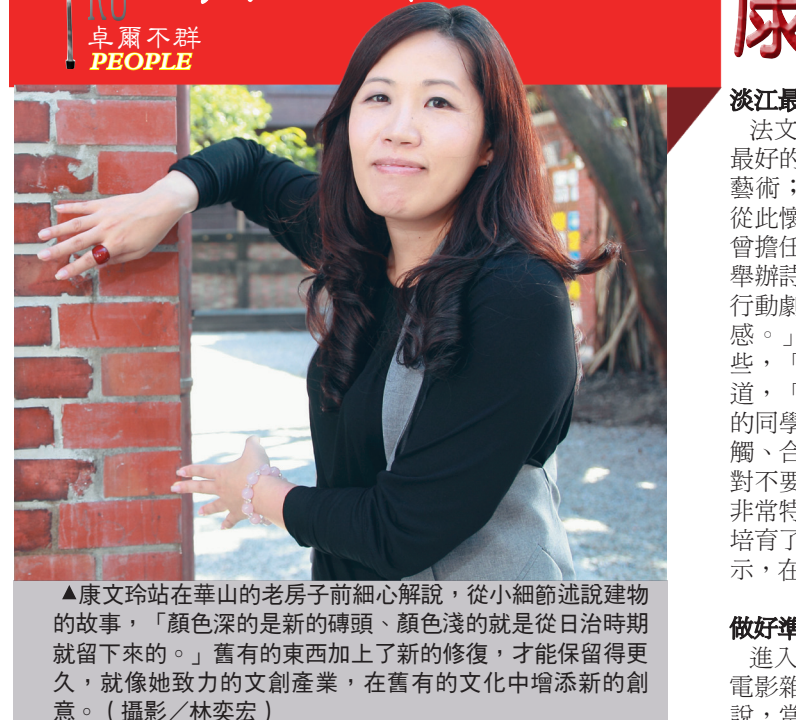 卓爾不群
PEOPLE
▲康文玲站在華山的老房子前細心解說，從小細節述說建物
的故事，「顏色深的是新的磚頭、顏色淺的就是從日治時期
就留下來的。」舊有的東西加上了新的修復，才能保留得更
久，就像她致力的文創產業，在舊有的文化中增添新的創
意。（攝影／林奕宏）
康
淡江最
法文
最好的
藝術；
從此懷
曾擔任
舉辦詩
行動劇
感。」
些，「
道，「
的同學
觸、合
對不要
非常特
培育了
示，在
做好準
進入
電影雜
說，當